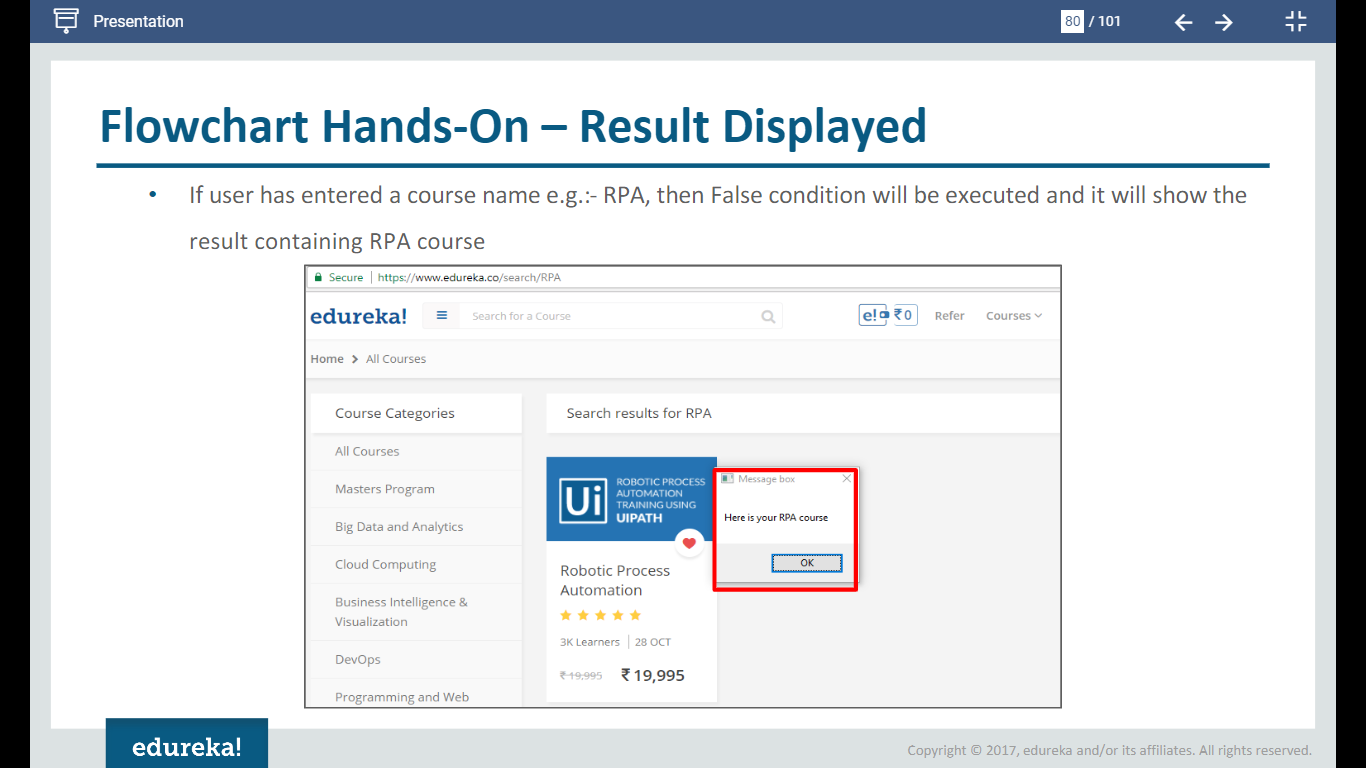 Presentation
80 / 101
Flowchart Hands-On – Result Displayed
• If user has entered a course name e.g.:- RPA, then False condition will be executed and it will show the
result containing RPA course
Secure | https://www.edureka.co/search/RPA
edureka!
Search for a Course
e! ₹ 0
Refer
Courses
Home > All Courses
Course Categories
All Courses
Masters Program
Big Data and Analytics
Cloud Computing
Business Intelligence &
Visualization
DevOps
Programming and Web
Search results for RPA
Ui
ROBOTIC PROCESS
AUTOMATION
TRAINING USING
UIPATH
Robotic Process
Automation
3K Learners | 28 OCT
₹ 19,995 ₹ 19,995
Message box
Here is your RPA course
OK
edureka!
Copyright © 2017, edureka and/or its affiliates. All rights reserved.